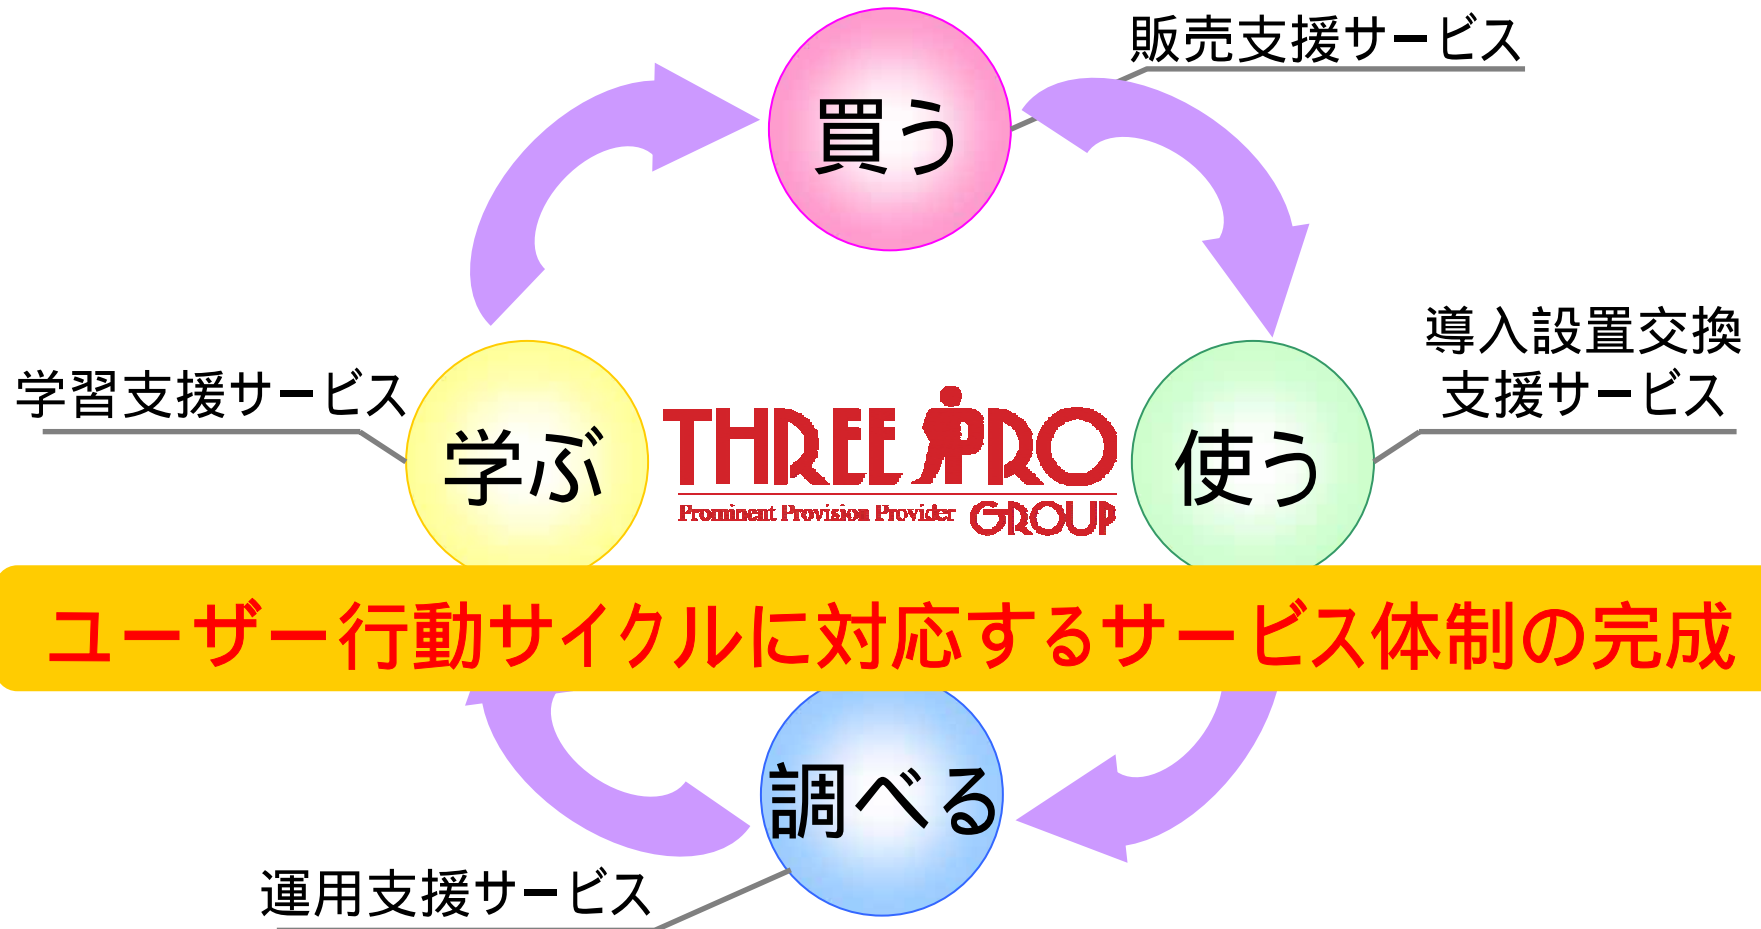 販売支援サービス
買う
導入設置交換
支援サービス
学習支援サービス
学ぶ
THREE PRO
Prominent Provision Provider
GROUP
使う
ユーザー行動サイクルに対応するサービス体制の完成
調べる
運用支援サービス